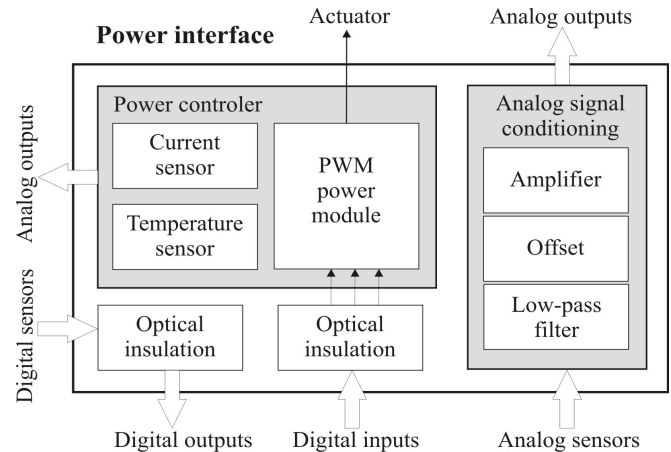 Actuator
Analog outputs
Power interface
Power controler
Current
sensor
Temperature
sensor
PWM
power
module
Analog signal
conditioning
Amplifier
Offset
Low-pass
filter
Analog outputs
Digital sensors
Optical
insulation
Optical
insulation
Digital outputs
Digital inputs
Analog sensors